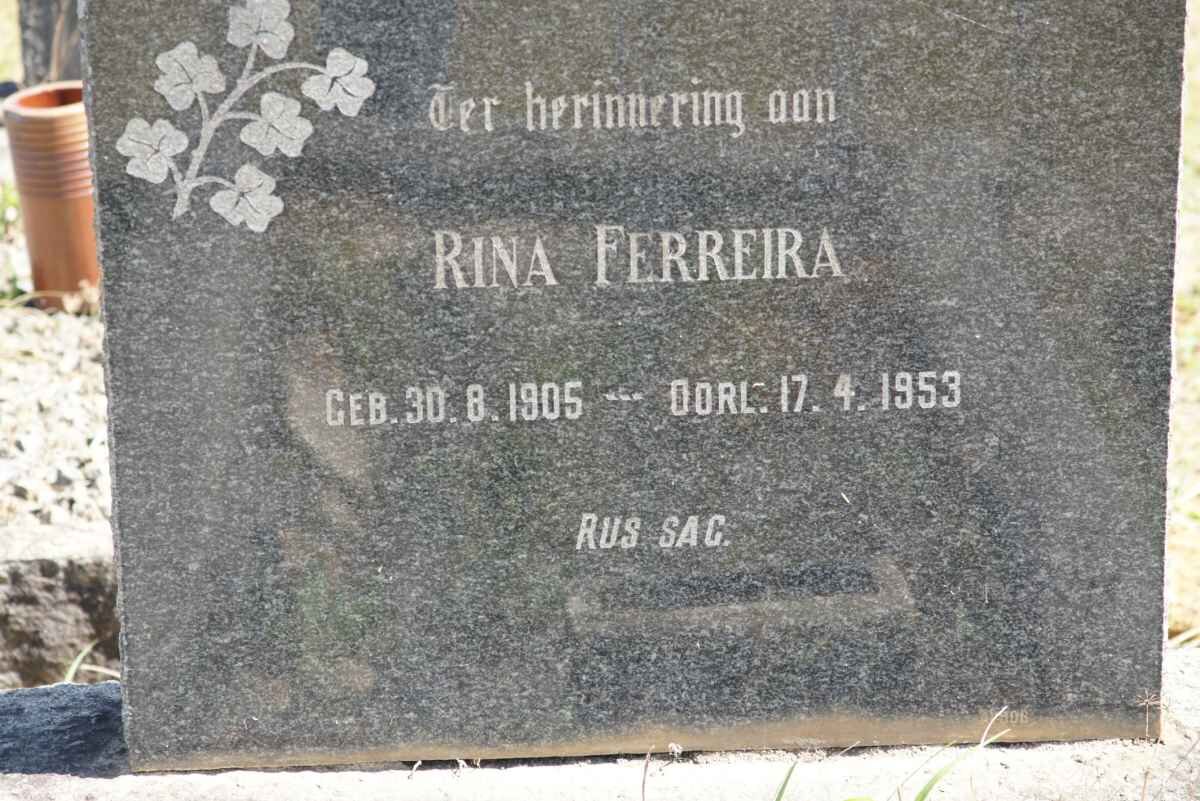 Ter herinnering aan
RINA FERREIRA
GEB. 30. 8. 1905 --- OORL. 17. 4. 1953
RUS SAG.